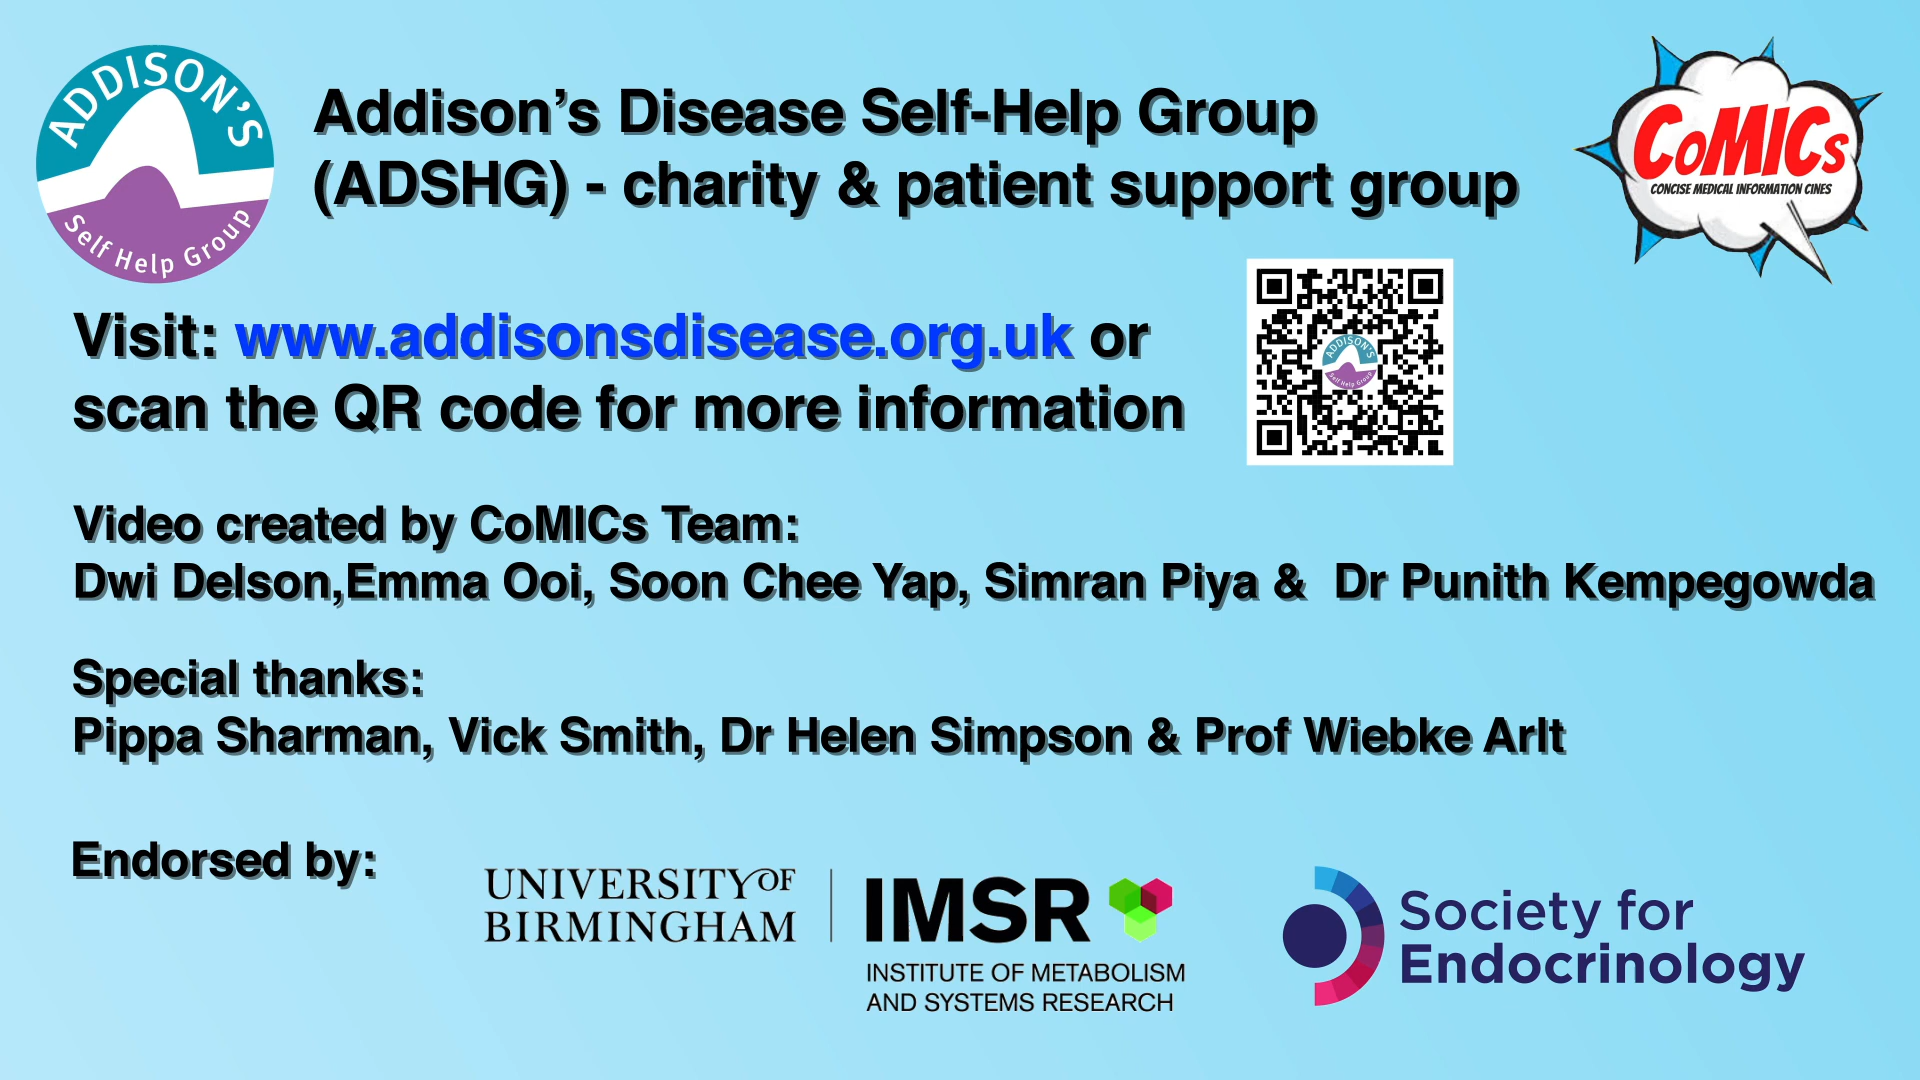 ADDISON'S
Self Help Group
Addison's Disease Self-Help Group
(ADSHG) - charity & patient support group
CoMICs
CONCISE MEDICAL INFORMATION CINES
Visit: www.addisonsdisease.org.uk or
scan the QR code for more information
ADDISON'S
Self Help Group
Video created by CoMICs Team:
Dwi Delson,Emma Ooi, Soon Chee Yap, Simran Piya &  Dr Punith Kempegowda
Special thanks:
Pippa Sharman, Vick Smith, Dr Helen Simpson & Prof Wiebke Arlt
Endorsed by:
UNIVERSITY OF
BIRMINGHAM
IMSR
INSTITUTE OF METABOLISM
AND SYSTEMS RESEARCH
Society for
Endocrinology